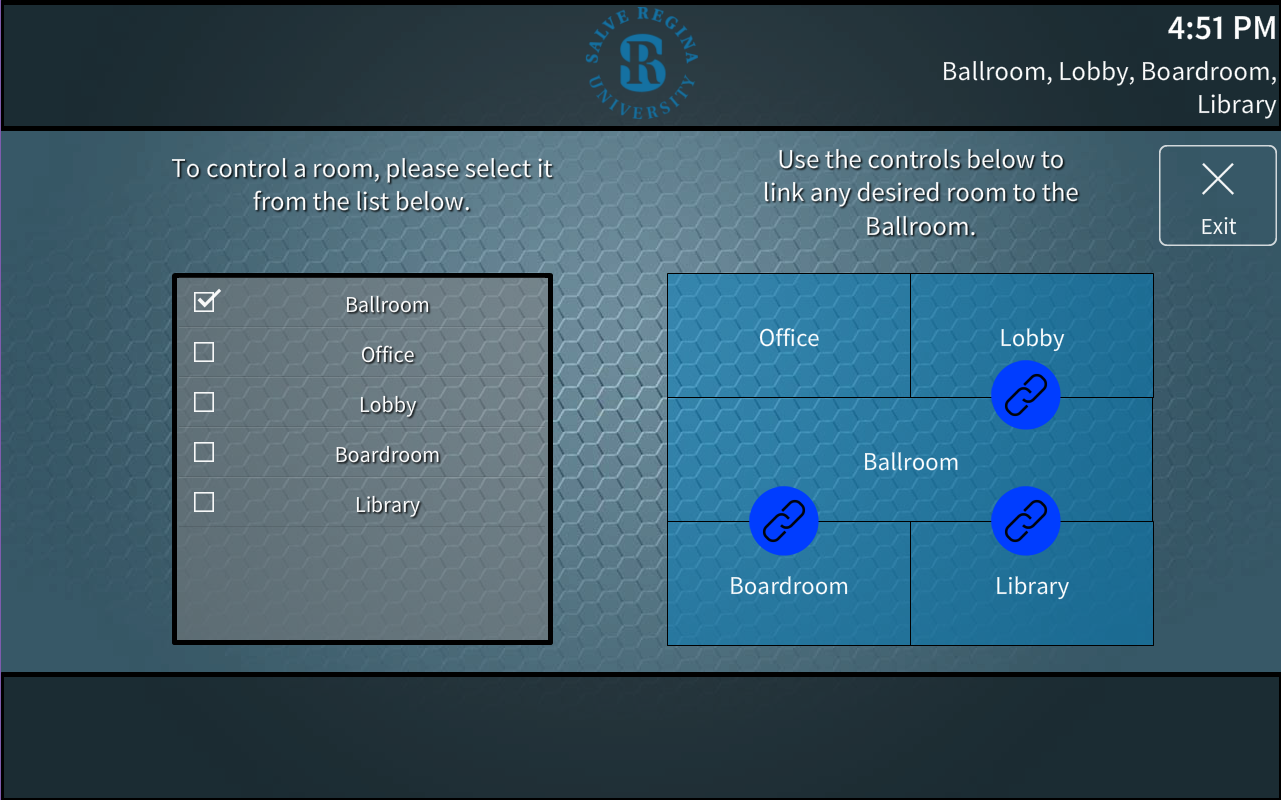 SALVE REGINA
UNIVERSITY
SR
4:51 PM
Ballroom, Lobby, Boardroom,
Library
To control a room, please select it
from the list below.
Use the controls below to
link any desired room to the
Ballroom.
Exit
Ballroom
Office
Lobby
Boardroom
Library
Office
Lobby
Ballroom
Boardroom
Library